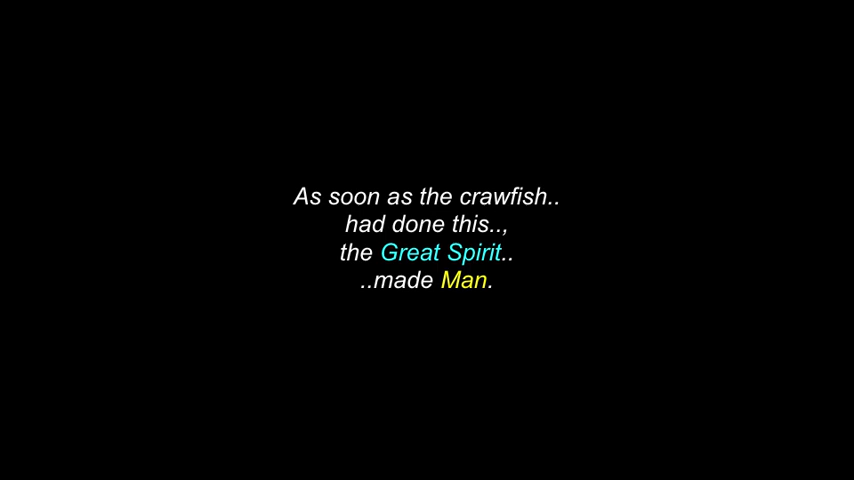 As soon as the crawfish..
had done this..,
the Great Spirit..
..made Man.